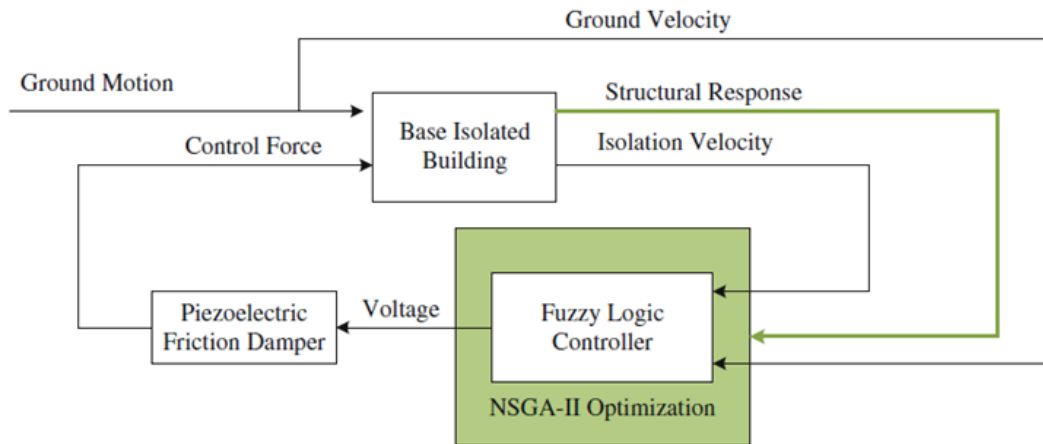 Ground Velocity
Ground Motion
Structural Response
Base Isolated
Building
Control Force
Isolation Velocity
Piezoelectric
Friction Damper
Voltage
Fuzzy Logic
Controller
NSGA-II Optimization